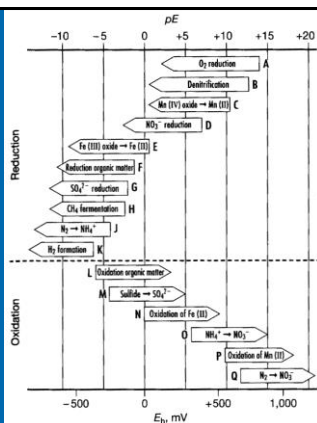 pE
-10 -5 0 +5 +10 +15 +20
O₂ reduction A
Denitrification B
Mn (IV) oxide → Mn (II) C
NO₃⁻ reduction D
Fe (III) oxide → Fe (II) E
Reduction organic matter F
SO₄²⁻ reduction G
CH₄ fermentation H
N₂ → NH₄⁺ J
H₂ formation K
Reduction
L Oxidation organic matter
M Sulfide → SO₄²⁻
N Oxidation of Fe (II)
O NH₄⁺ → NO₃⁻
P Oxidation of Mn (II)
Q N₂ → NO₃⁻
Oxidation
-500 0 +500 1,000
Eₕ, mV